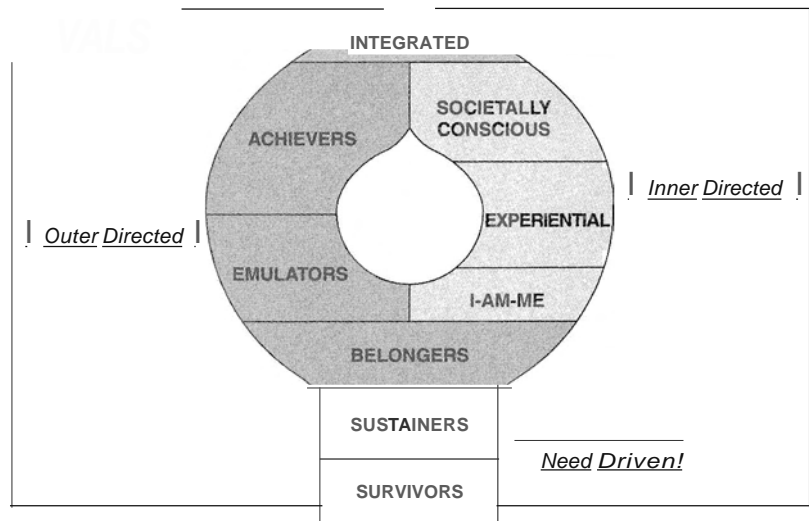 VALS
INTEGRATED
SOCIETALLY
CONSCIOUS
ACHIEVERS
Inner Directed
EXPERIENTIAL
Outer Directed
EMULATORS
I-AM-ME
BELONGERS
SUSTAINERS
Need Driven!
SURVIVORS